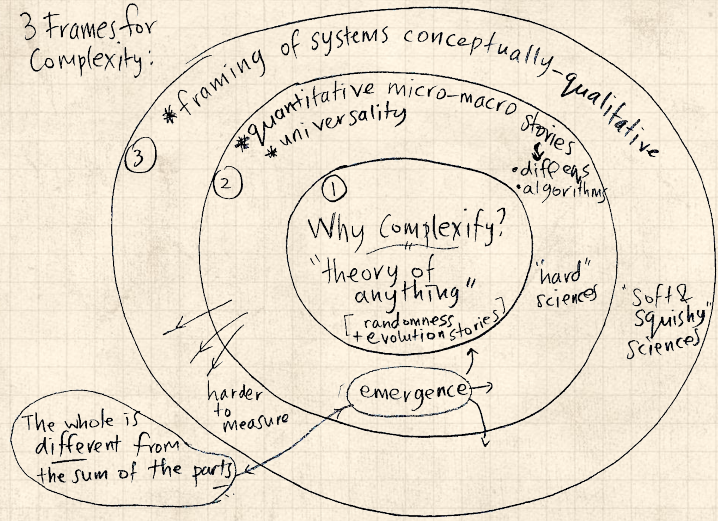 3 Frames for
Complexity:
*framing of systems conceptually-qualitative
*quantitative micro-macro stories
*universality
• diffeqs
• algorithms
3
2
1
Why Complexify?
"theory of
anything"
[randomness
+ evolution stories]
"hard"
sciences
"soft &
squishy"
sciences
emergence
harder
to
measure
The whole is
different from
the sum of the parts